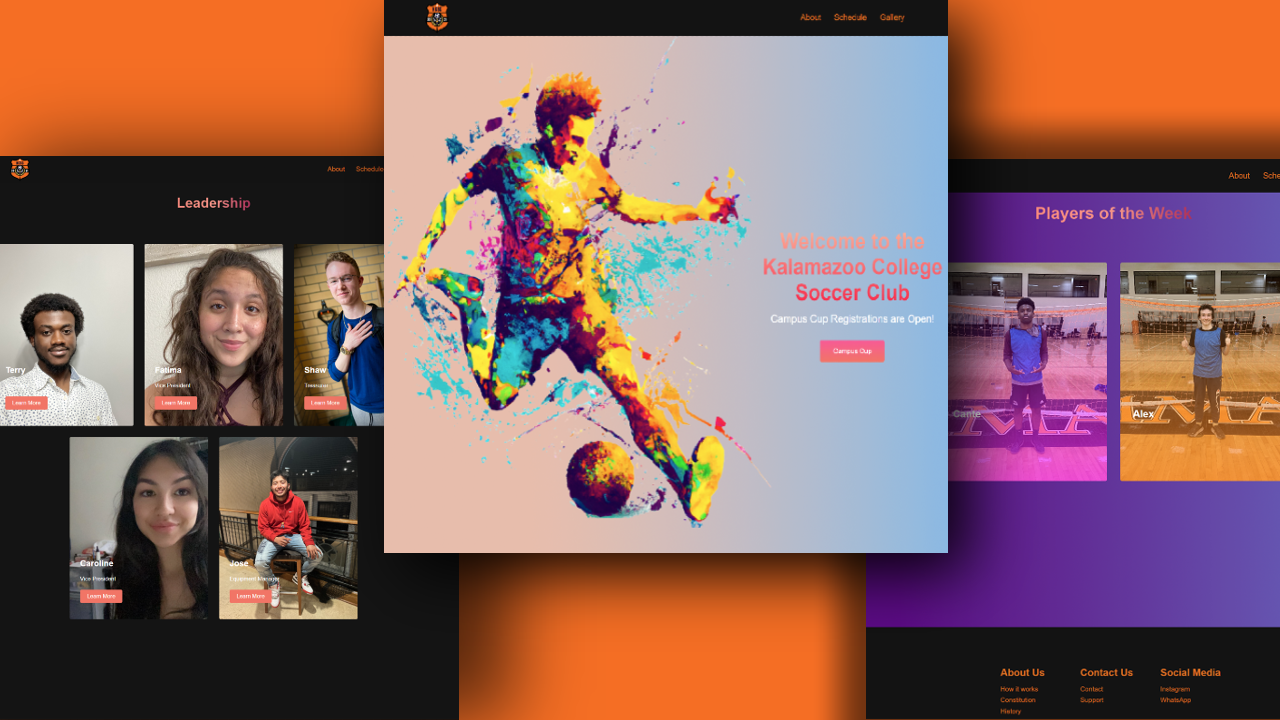 About Schedule Gallery
Welcome to the
Kalamazoo College
Soccer Club
Campus Cup Registrations are Open!
Campus Cup
About Schedule
Leadership
Terry
Learn More
Fatima
Vice President
Learn More
Shaw
Treasurer
Learn More
Caroline
Vice President
Learn More
Jose
Equipment Manager
Learn More
About Sche
Players of the Week
Cante
Alex
About Us
How it works
Constitution
History
Contact Us
Contact
Support
Social Media
Instagram
WhatsApp